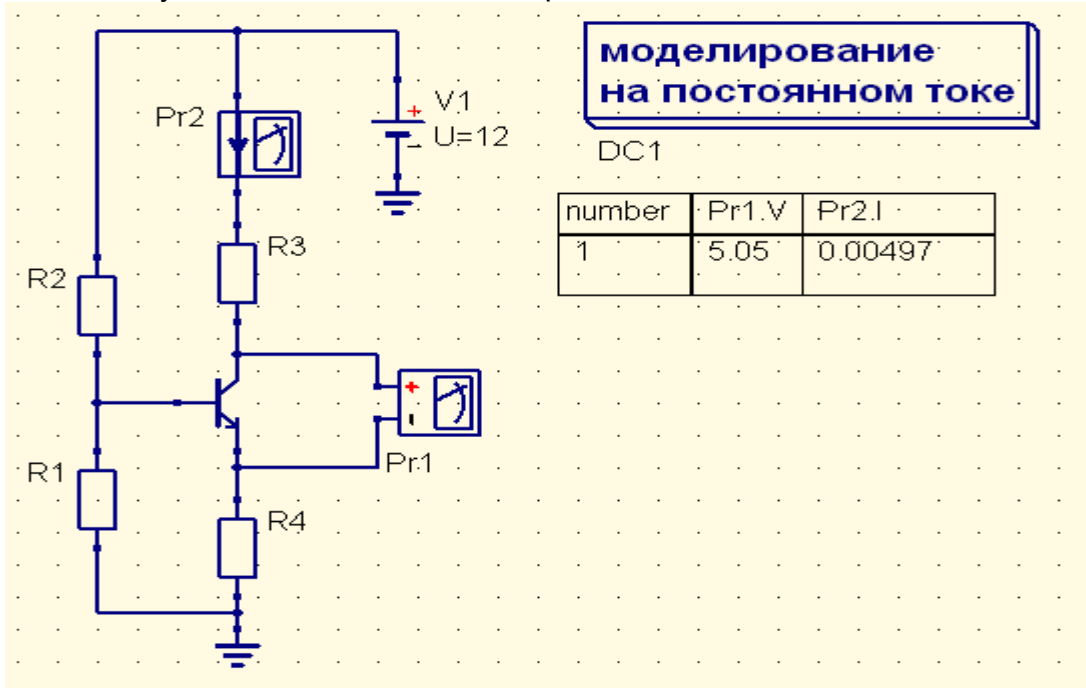 моделирование
на постоянном токе
DC1
Pr2
V1
U=12
number Pr1.V Pr2.I
1 5.05 0.00497
R3
R2
Pr1
R1
R4